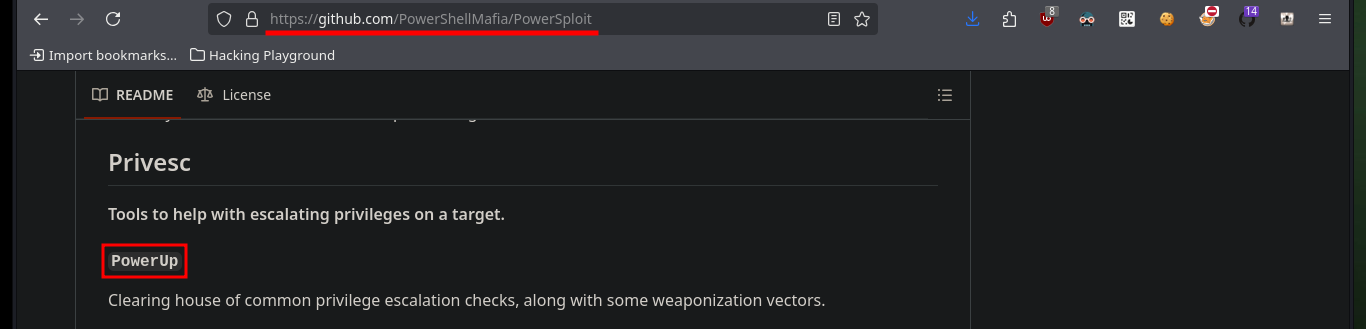 https://github.com/PowerShellMafia/PowerSploit
8
14
Import bookmarks...
Hacking Playground
README
License
Privesc
Tools to help with escalating privileges on a target.
PowerUp
Clearing house of common privilege escalation checks, along with some weaponization vectors.